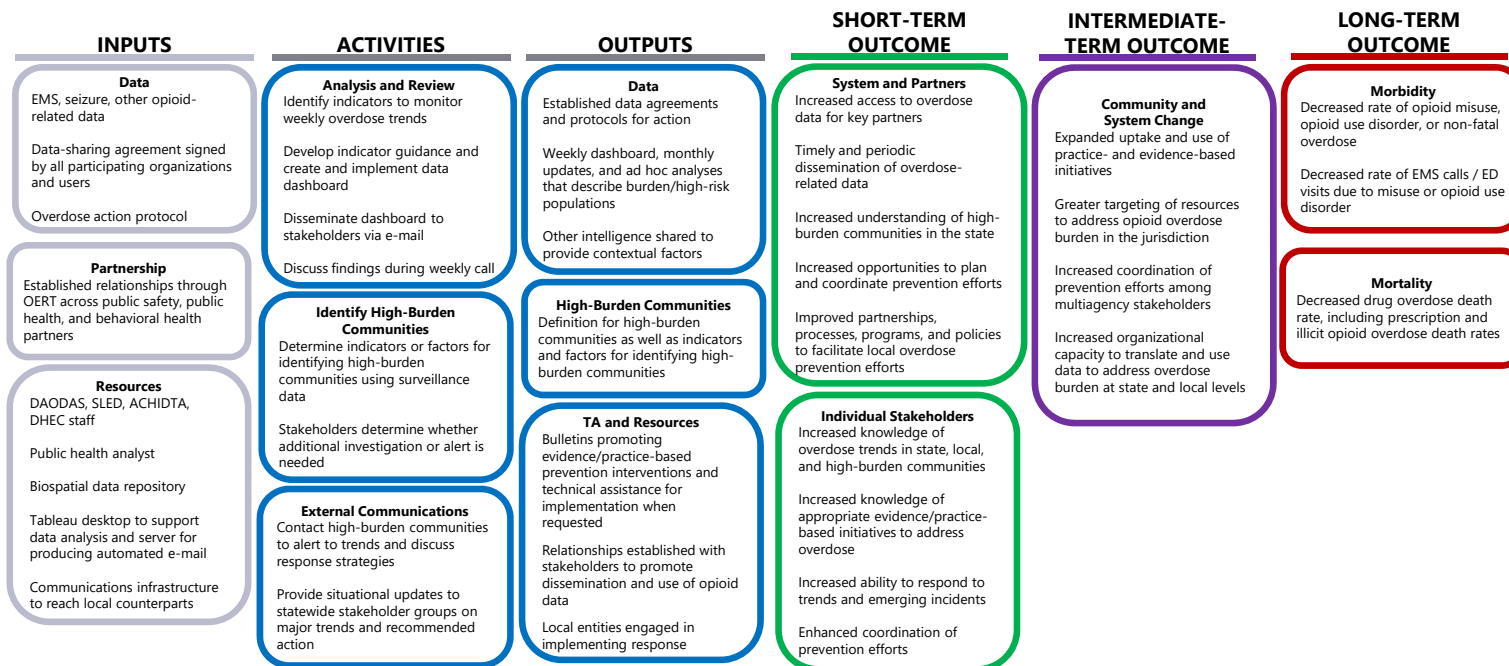 INPUTS
Data
EMS, seizure, other opioid-
related data
Data-sharing agreement signed
by all participating organizations
and users
Overdose action protocol
Partnership
Established relationships through
OERT across public safety, public
health, and behavioral health
partners
Resources
DAODAS, SLED, ACHIDTA,
DHEC staff
Public health analyst
Biospatial data repository
Tableau desktop to support
data analysis and server for
producing automated e-mail
Communications infrastructure
to reach local counterparts
ACTIVITIES
Analysis and Review
Identify indicators to monitor
weekly overdose trends
Develop indicator guidance and
create and implement data
dashboard
Disseminate dashboard to
stakeholders via e-mail
Discuss findings during weekly call
Identify High-Burden
Communities
Determine indicators or factors for
identifying high-burden
communities using surveillance
data
Stakeholders determine whether
additional investigation or alert is
needed
External Communications
Contact high-burden communities
to alert to trends and discuss
response strategies
Provide situational updates to
statewide stakeholder groups on
major trends and recommended
action
OUTPUTS
Data
Established data agreements
and protocols for action
Weekly dashboard, monthly
updates, and ad hoc analyses
that describe burden/high-risk
populations
Other intelligence shared to
provide contextual factors
High-Burden Communities
Definition for high-burden
communities as well as indicators
and factors for identifying high-
burden communities
TA and Resources
Bulletins promoting
evidence/practice-based
prevention interventions and
technical assistance for
implementation when
requested
Relationships established with
stakeholders to promote
dissemination and use of opioid
data
Local entities engaged in
implementing response
SHORT-TERM
OUTCOME
System and Partners
Increased access to overdose
data for key partners
Timely and periodic
dissemination of overdose-
related data
Increased understanding of high-
burden communities in the state
Increased opportunities to plan
and coordinate prevention efforts
Improved partnerships,
processes, programs, and policies
to facilitate local overdose
prevention efforts
Individual Stakeholders
Increased knowledge of
overdose trends in state, local,
and high-burden communities
Increased knowledge of
appropriate evidence/practice-
based initiatives to address
overdose
Increased ability to respond to
trends and emerging incidents
Enhanced coordination of
prevention efforts
INTERMEDIATE-
TERM OUTCOME
Community and
System Change
Expanded uptake and use of
practice- and evidence-based
initiatives
Greater targeting of resources
to address opioid overdose
burden in the jurisdiction
Increased coordination of
prevention efforts among
multiagency stakeholders
Increased organizational
capacity to translate and use
data to address overdose
burden at state and local levels
LONG-TERM
OUTCOME
Morbidity
Decreased rate of opioid misuse,
opioid use disorder, or non-fatal
overdose
Decreased rate of EMS calls / ED
visits due to misuse or opioid use
disorder
Mortality
Decreased drug overdose death
rate, including prescription and
illicit opioid overdose death rates